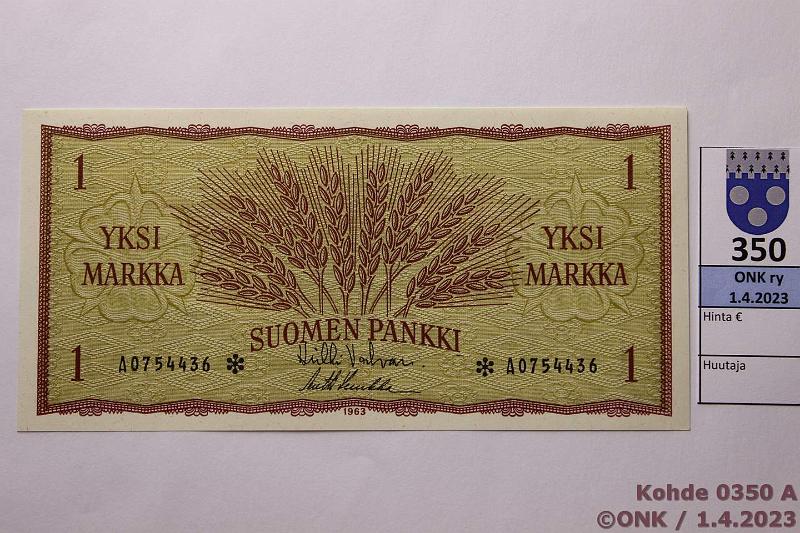 1 1
YKSI MARKKA
YKSI MARKKA
SUOMEN PANKKI
A0754436 * * A0754436
1 1
1963
350
ONK ry
1.4.2023
Hinta €
Huutaja
Kohde 0350 A
©ONK / 1.4.2023